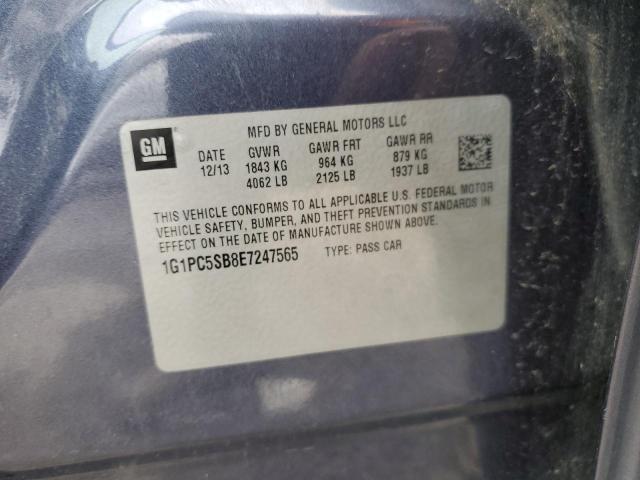 GM
MFD BY GENERAL MOTORS LLC
DATE GVWR GAWR FRT GAWR RR
12/13 1843 KG 964 KG 879 KG
4062 LB 2125 LB 1937 LB
THIS VEHICLE CONFORMS TO ALL APPLICABLE U.S. FEDERAL MOTOR
VEHICLE SAFETY, BUMPER, AND THEFT PREVENTION STANDARDS IN
EFFECT ON THE DATE OF MANUFACTURE SHOWN ABOVE.
1G1PC5SB8E7247565 TYPE: PASS CAR